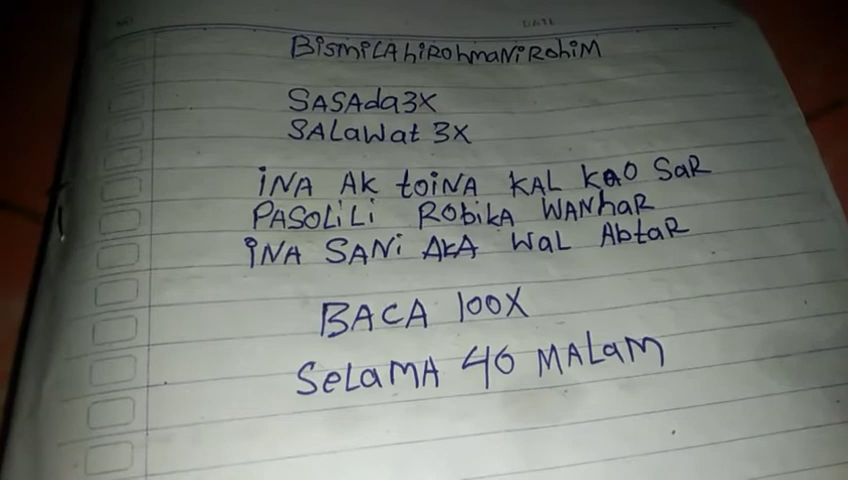 BismiLAhiRohmaNiRohiM
SASAda3X
SALaWat 3X
iNA AK toiNA KAL KAO SaR
PASOLiLi RobikA WANhaR
iNA SANi AKA WaL AbtaR
BACA 100X
SeLaMA 40 MALaM